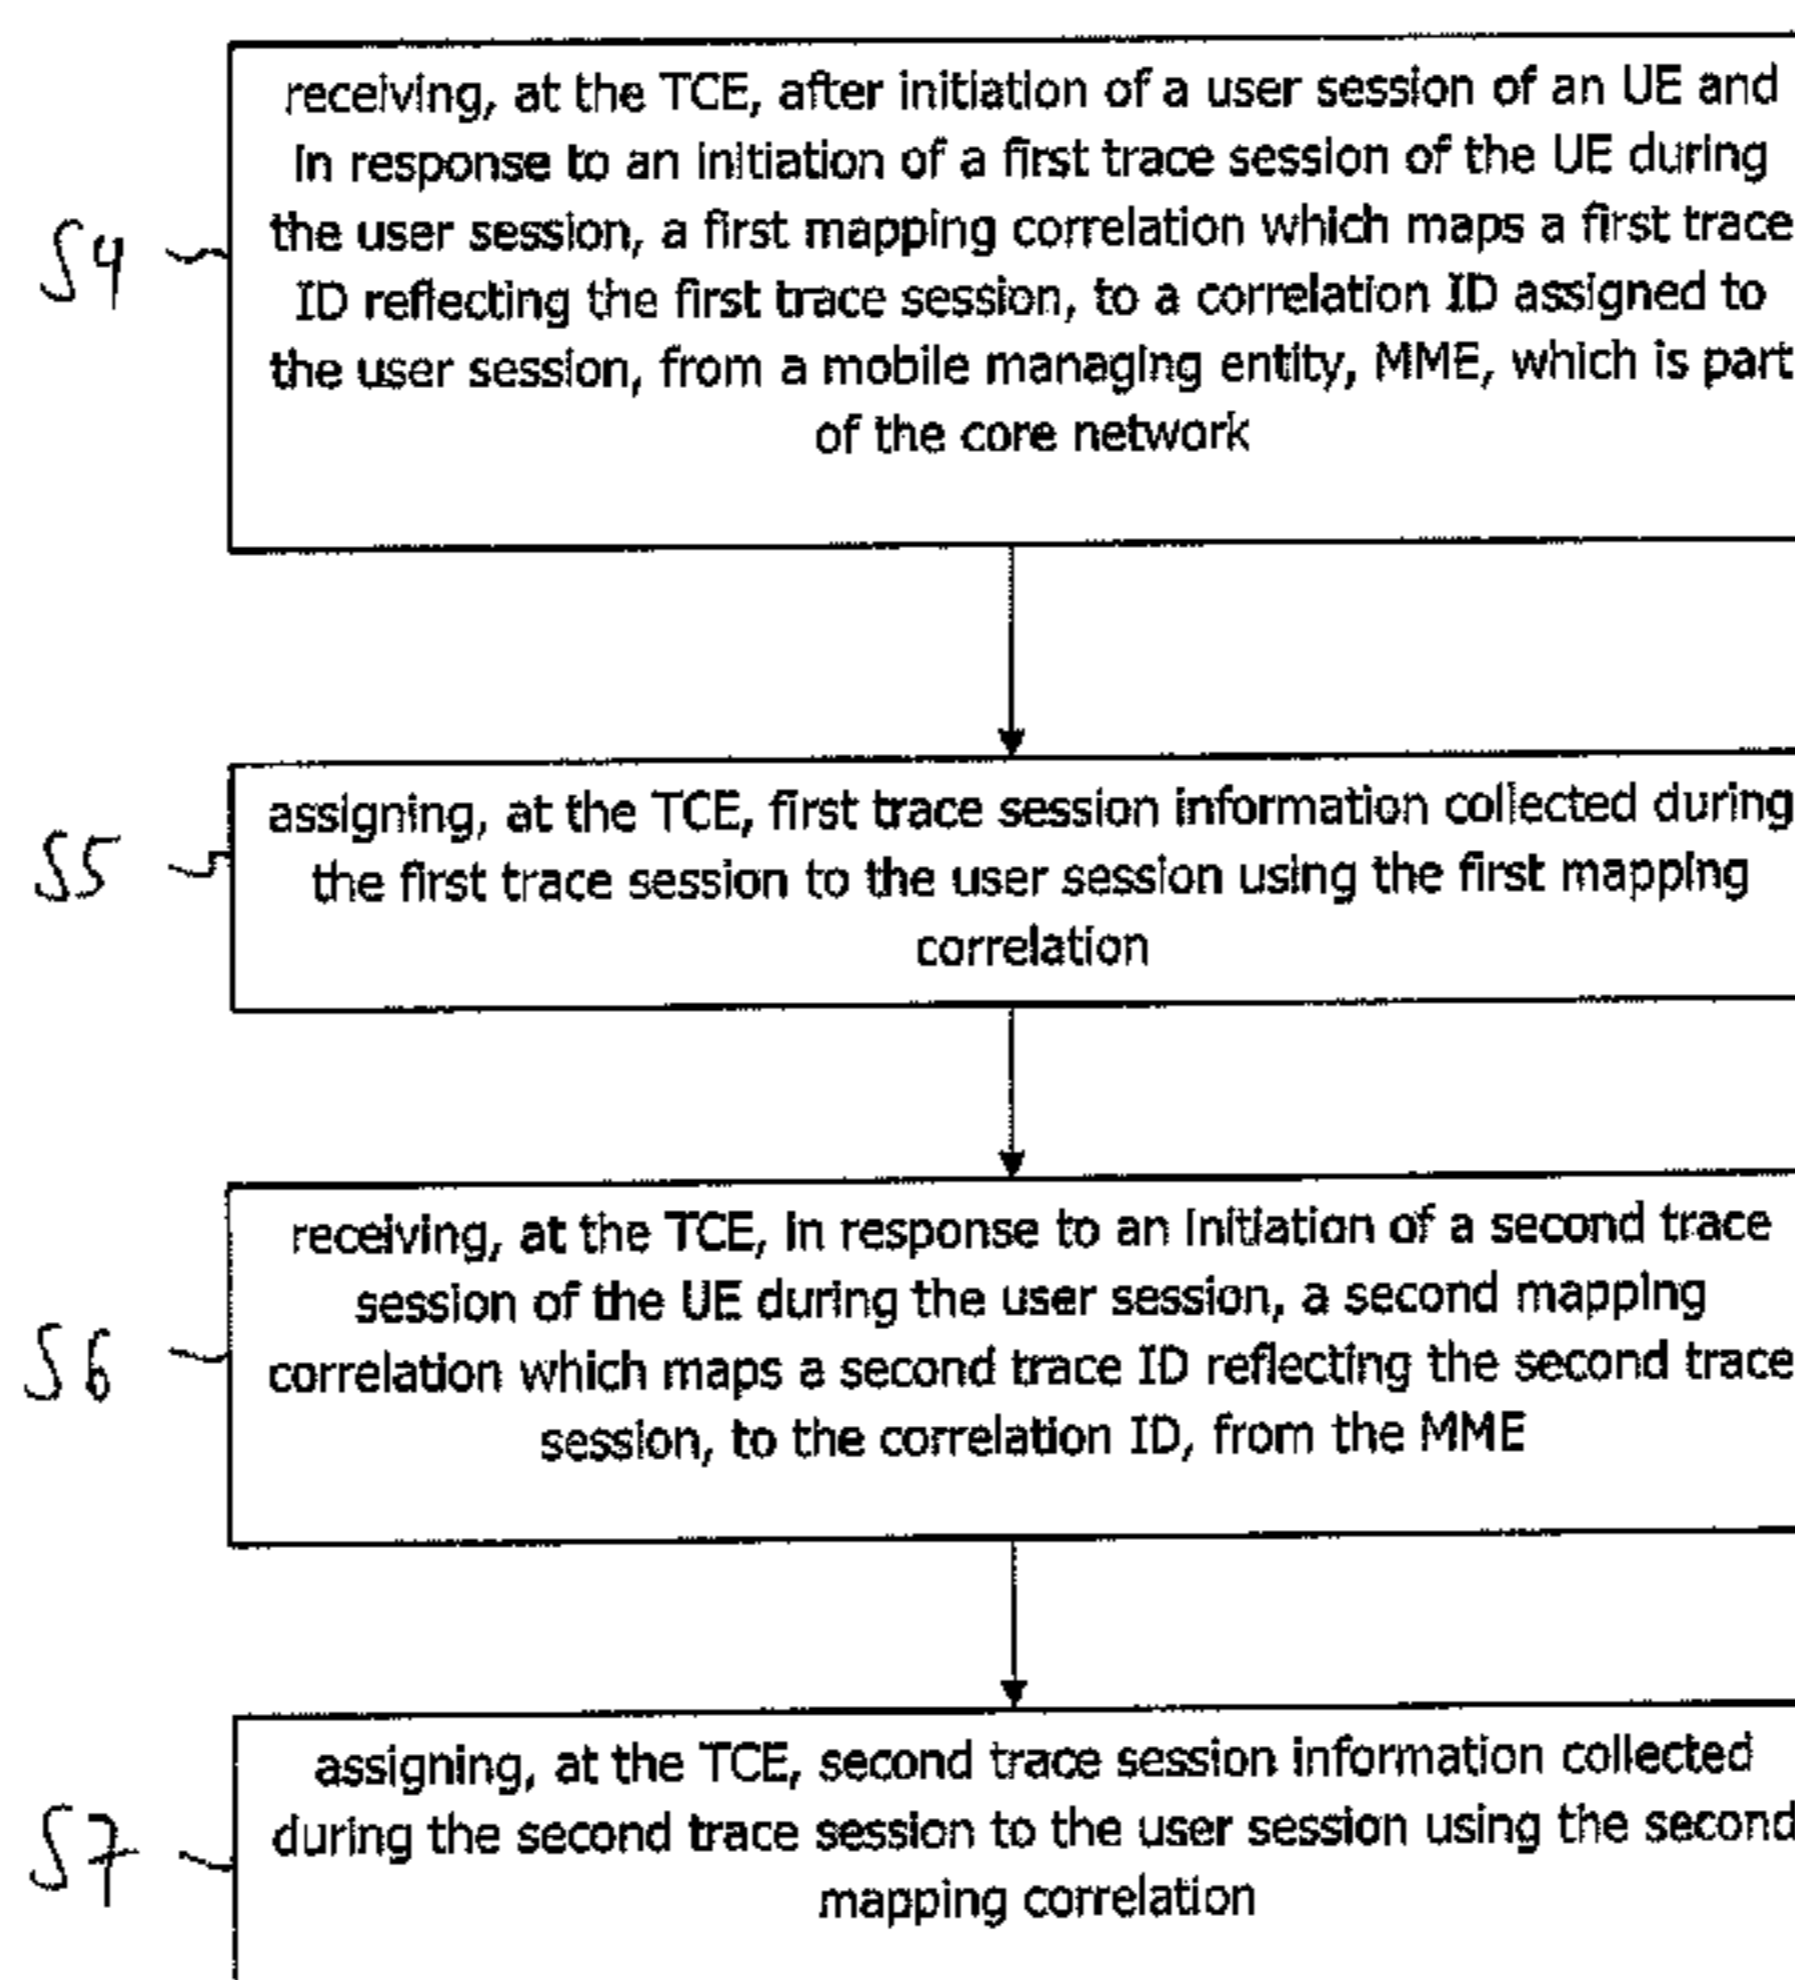 receiving, at the TCE, after initiation of a user session of an UE and
in response to an initiation of a first trace session of the UE during
the user session, a first mapping correlation which maps a first trace
S4
ID reflecting the first trace session, to a correlation ID assigned to
the user session, from a mobile managing entity, MME, which is part
of the core network
assigning, at the TCE, first trace session information collected during
S5
the first trace session to the user session using the first mapping
correlation
receiving, at the TCE, in response to an initiation of a second trace
session of the UE during the user session, a second mapping
S6
correlation which maps a second trace ID reflecting the second trace
session, to the correlation ID, from the MME
assigning, at the TCE, second trace session information collected
S7
during the second trace session to the user session using the second
mapping correlation